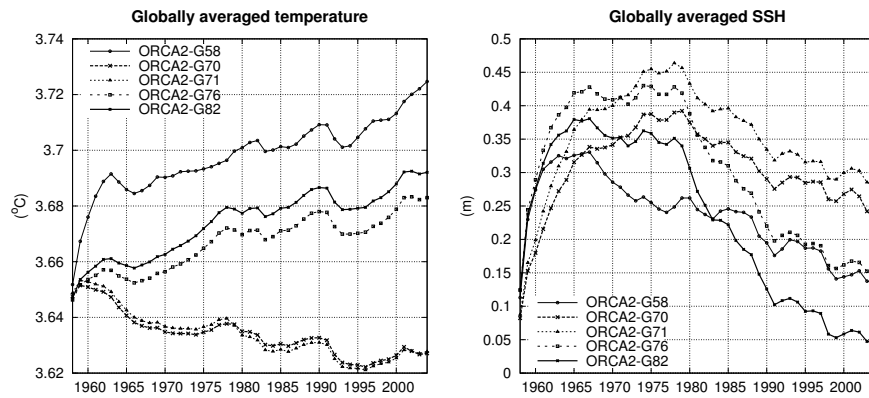 Globally averaged temperature
3.74
3.72
3.7
3.68
3.66
3.64
3.62
(°C)
ORCA2-G58
ORCA2-G70
ORCA2-G71
ORCA2-G76
ORCA2-G82
1960 1965 1970 1975 1980 1985 1990 1995 2000
Globally averaged SSH
0.5
0.45
0.4
0.35
0.3
0.25
0.2
0.15
0.1
0.05
0
(m)
ORCA2-G58
ORCA2-G70
ORCA2-G71
ORCA2-G76
ORCA2-G82
1960 1965 1970 1975 1980 1985 1990 1995 2000